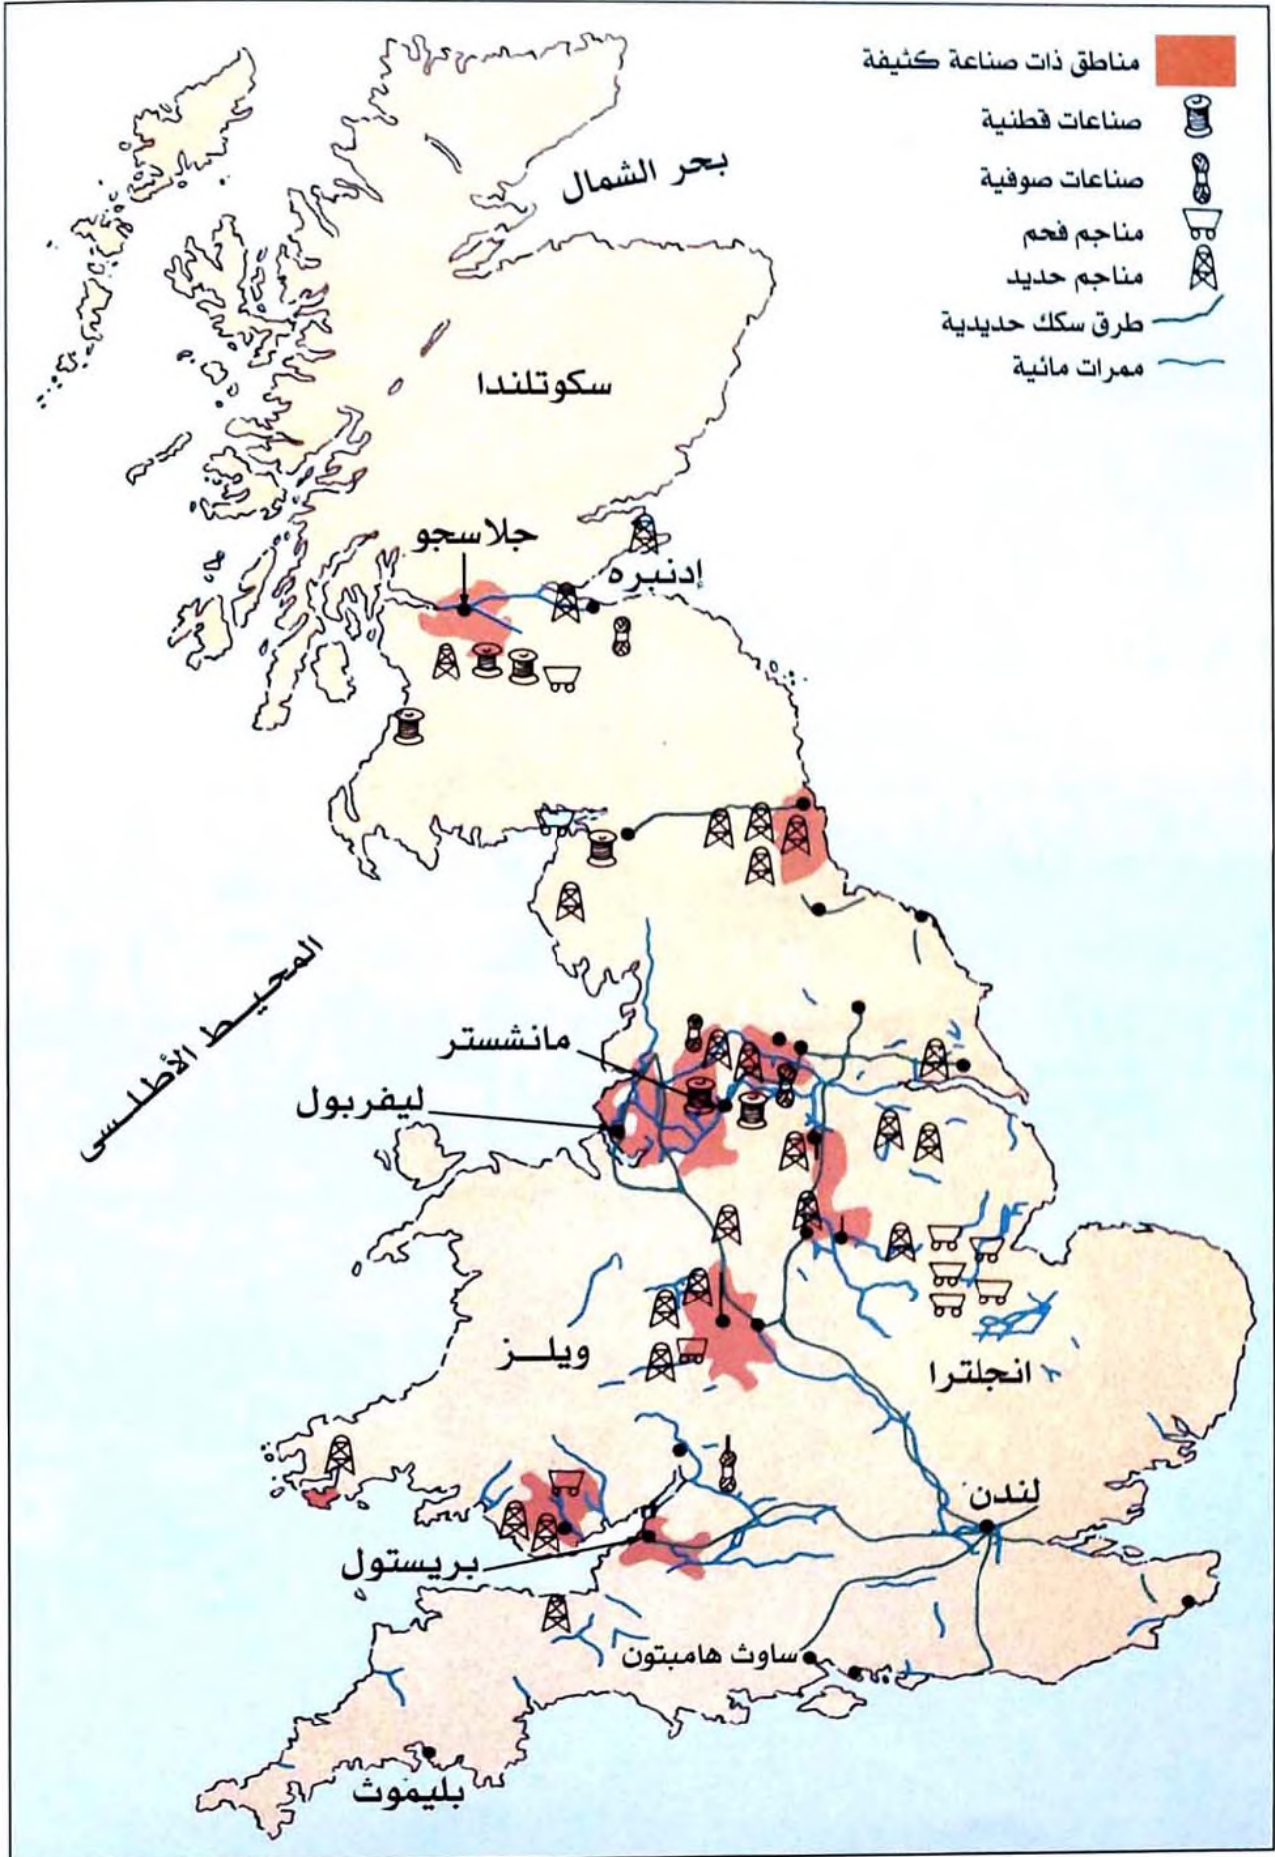 مناطق ذات صناعة كثيفة
صناعات قطنية
صناعات صوفية
مناجم فحم
مناجم حديد
طرق سكك حديدية
ممرات مائية
بحر الشمال
سكوتلندا
جلاسجو
إدنبره
المحيط الأطلسى
مانشستر
ليفربول
ويلز
انجلترا
لندن
بريستول
ساوث هامبتون
بليموث